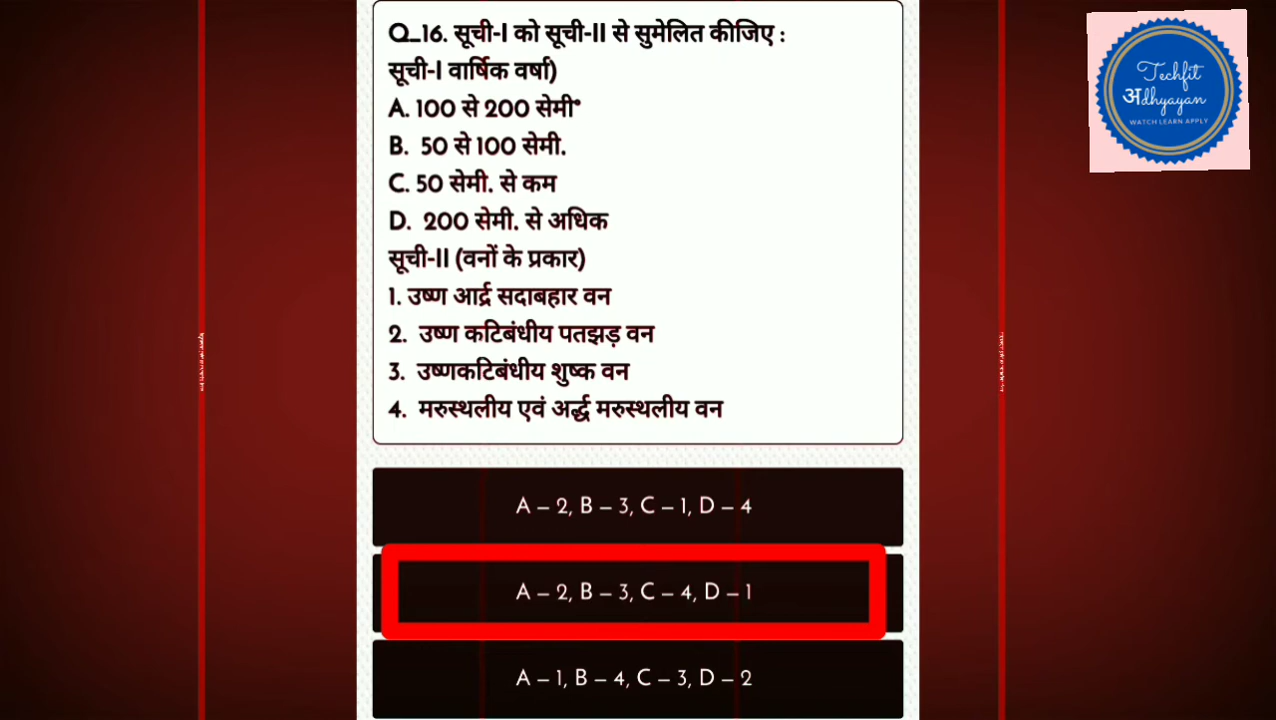 Q_16. सूची-I को सूची-II से सुमेलित कीजिए :
सूची-I वार्षिक वर्षा)
A. 100 से 200 सेमी°
B. 50 से 100 सेमी.
C. 50 सेमी. से कम
D. 200 सेमी. से अधिक
सूची-II (वनों के प्रकार)
1. उष्ण आर्द्र सदाबहार वन
2. उष्ण कटिबंधीय पतझड़ वन
3. उष्णकटिबंधीय शुष्क वन
4. मरुस्थलीय एवं अर्द्ध मरुस्थलीय वन
A – 2, B – 3, C – 1, D – 4
A – 2, B – 3, C – 4, D – 1
A – 1, B – 4, C – 3, D – 2
Techfit
अdhyayan
WATCH LEARN APPLY